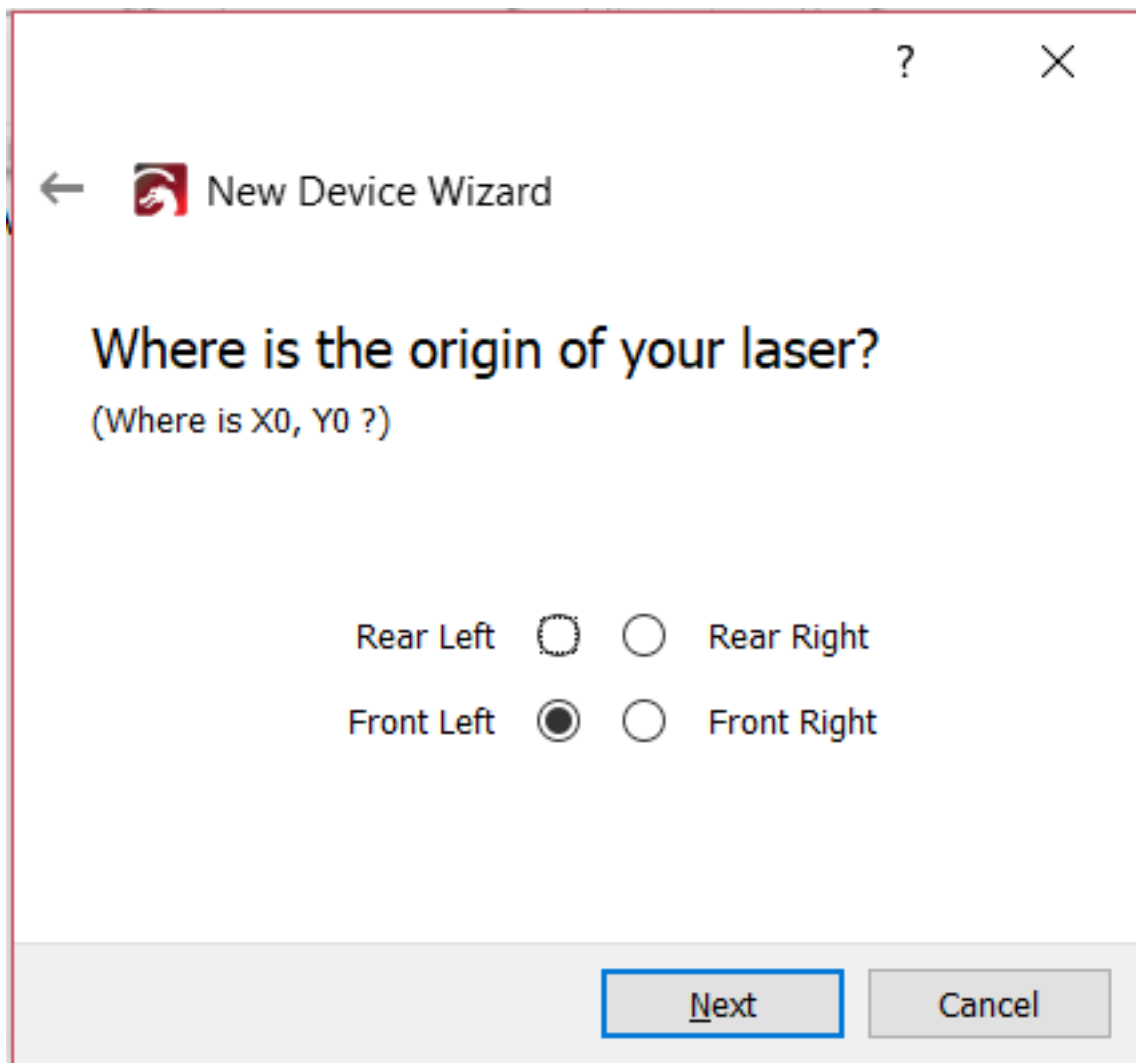 ?
New Device Wizard
Where is the origin of your laser?
(Where is X0, Y0 ?)
Rear Left Rear Right
Front Left Front Right
Next Cancel